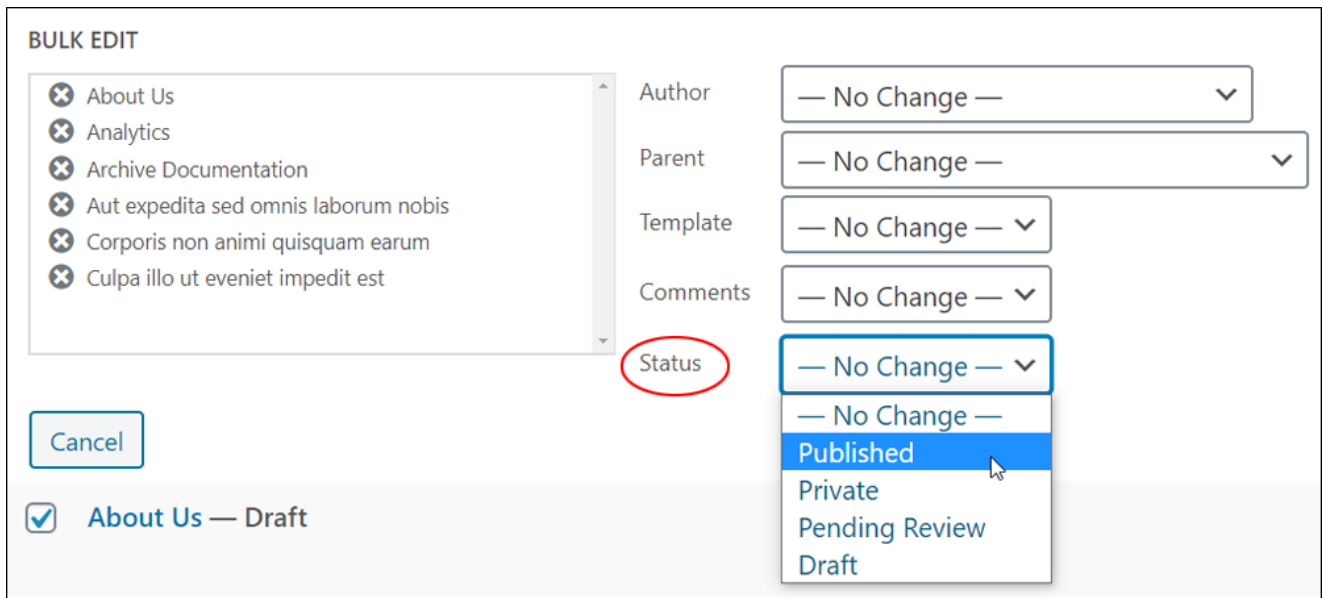 BULK EDIT
About Us
Analytics
Archive Documentation
Aut expedita sed omnis laborum nobis
Corporis non animi quisquam earum
Culpa illo ut eveniet impedit est
Author — No Change —
Parent — No Change —
Template — No Change —
Comments — No Change —
Status — No Change —
— No Change —
Published
Private
Pending Review
Draft
Cancel
About Us — Draft